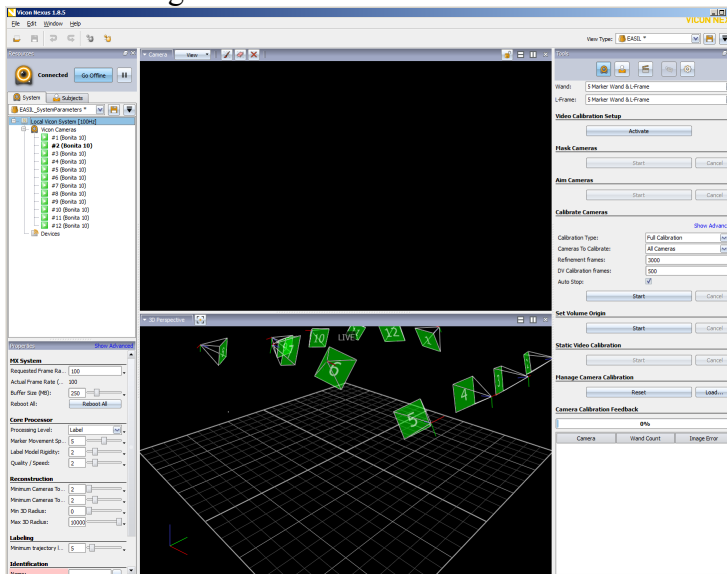 Vicon Nexus 1.8.5
File Edit Window Help
VICON NE
View Type: EASIL *
Resources
Connected Go Offline
System Subjects
EASIL_SystemParameters *
Local Vicon System [100Hz]
Vicon Cameras
#1 (Bonita 10)
#2 (Bonita 10)
#3 (Bonita 10)
#4 (Bonita 10)
#5 (Bonita 10)
#6 (Bonita 10)
#7 (Bonita 10)
#8 (Bonita 10)
#9 (Bonita 10)
#10 (Bonita 10)
#11 (Bonita 10)
#12 (Bonita 10)
Devices
Properties Show Advanced
MX System
Requested Frame Ra... 100
Actual Frame Rate (... 100
Buffer Size (MB): 250
Reboot All: Reboot All
Core Processor
Processing Level: Label
Marker Movement Sp... 5
Label Model Rigidity: 2
Quality / Speed: 2
Reconstruction
Minimum Cameras To... 2
Minimum Cameras To... 2
Min 3D Radius: 0
Max 3D Radius: 10000
Labeling
Minimum trajectory l... 5
Identification
Camera View
3D Perspective
LIVE
10
12
6
4
5
Tools
Wand: 5 Marker Wand & L-Frame
L-Frame: 5 Marker Wand & L-Frame
Video Calibration Setup
Activate
Mask Cameras
Start Cancel
Aim Cameras
Start Cancel
Calibrate Cameras
Show Advanc
Calibration Type: Full Calibration
Cameras To Calibrate: All Cameras
Refinement frames: 3000
DV Calibration frames: 500
Auto Stop:
Start Cancel
Set Volume Origin
Start Cancel
Static Video Calibration
Start Cancel
Manage Camera Calibration
Reset Load...
Camera Calibration Feedback
0%
Camera Wand Count Image Error